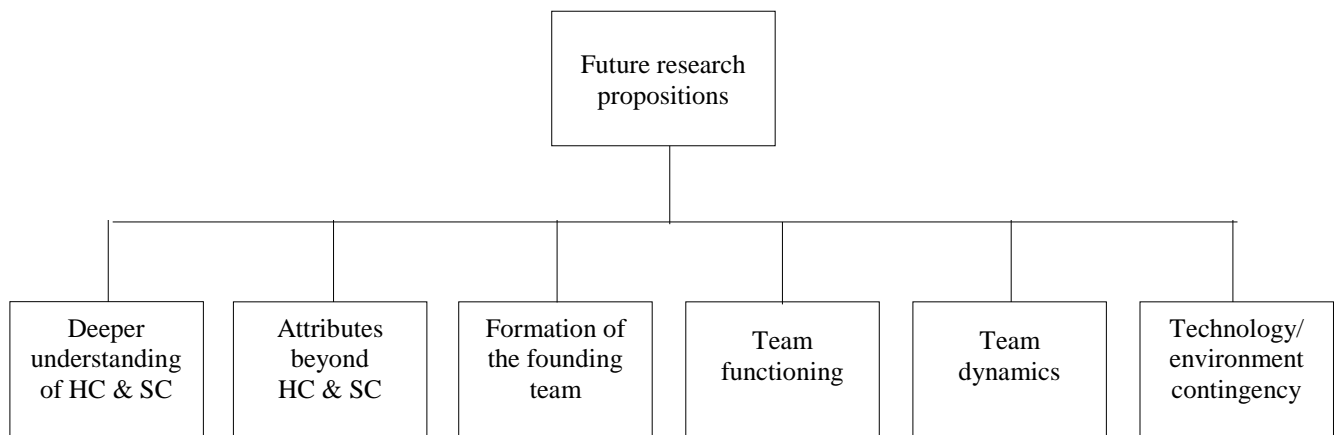 Future research
propositions
Deeper
understanding
of HC & SC
Attributes
beyond
HC & SC
Formation of
the founding
team
Team
functioning
Team
dynamics
Technology/
environment
contingency